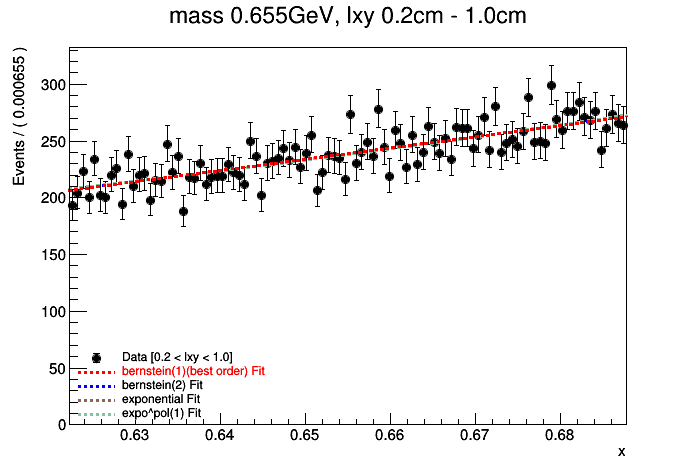 mass 0.655GeV, lxy 0.2cm - 1.0cm
Events / ( 0.000655 )
300
250
200
150
100
50
0
Data [0.2 < lxy < 1.0]
bernstein(1)(best order) Fit
bernstein(2) Fit
exponential Fit
expo^pol(1) Fit
0.63 0.64 0.65 0.66 0.67 0.68
x